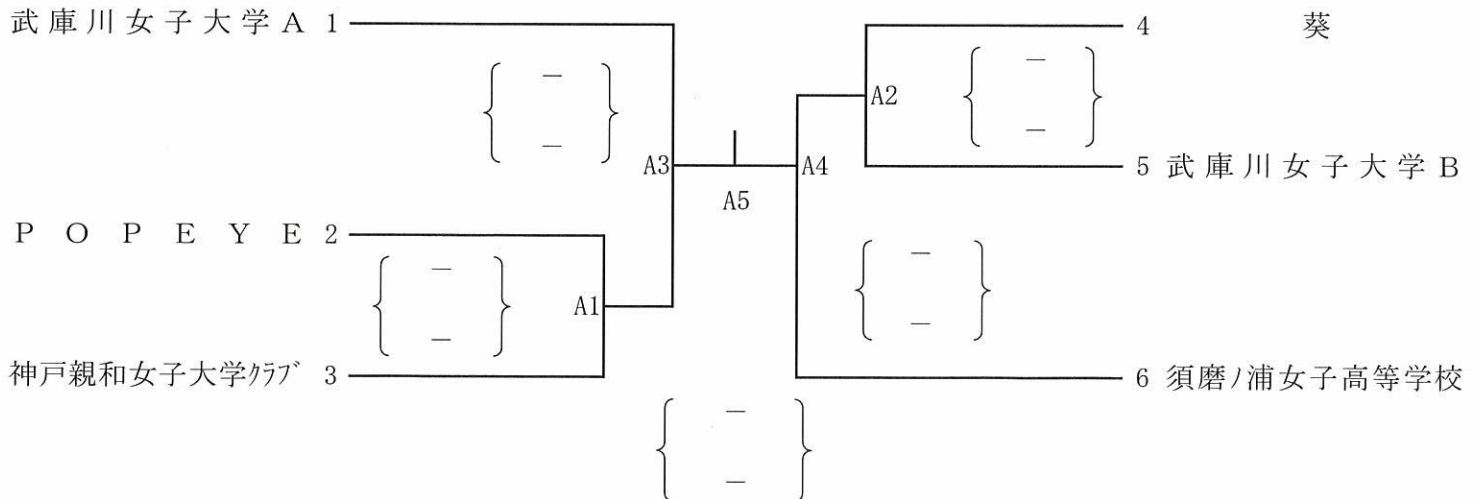 武庫川女子大学A 1
4 葵
{ － － }
{ － － }
A2
A3
A4
5 武庫川女子大学B
A5
POPEYE 2
{ － － }
{ － － }
A1
神戸親和女子大学ｸﾗﾌﾞ 3
6 須磨ﾉ浦女子高等学校
{ － － }